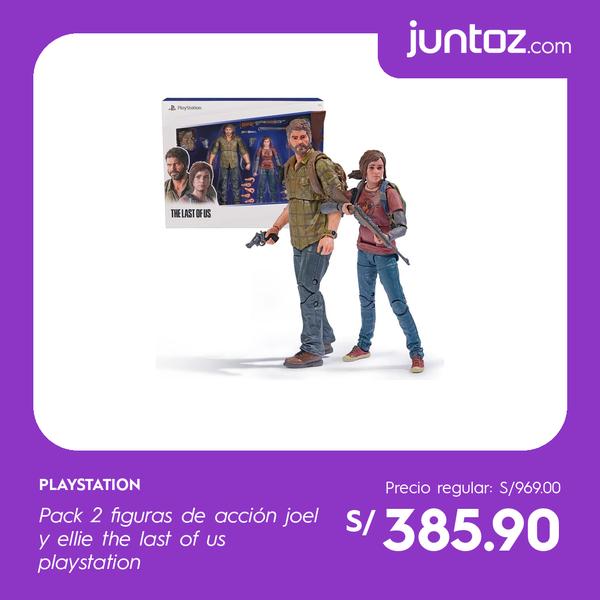 juntoz.com
PlayStation
THE LAST OF US
PLAYSTATION
Pack 2 figuras de acción joel
y ellie the last of us
playstation
Precio regular: S/969.00
S/ 385.90